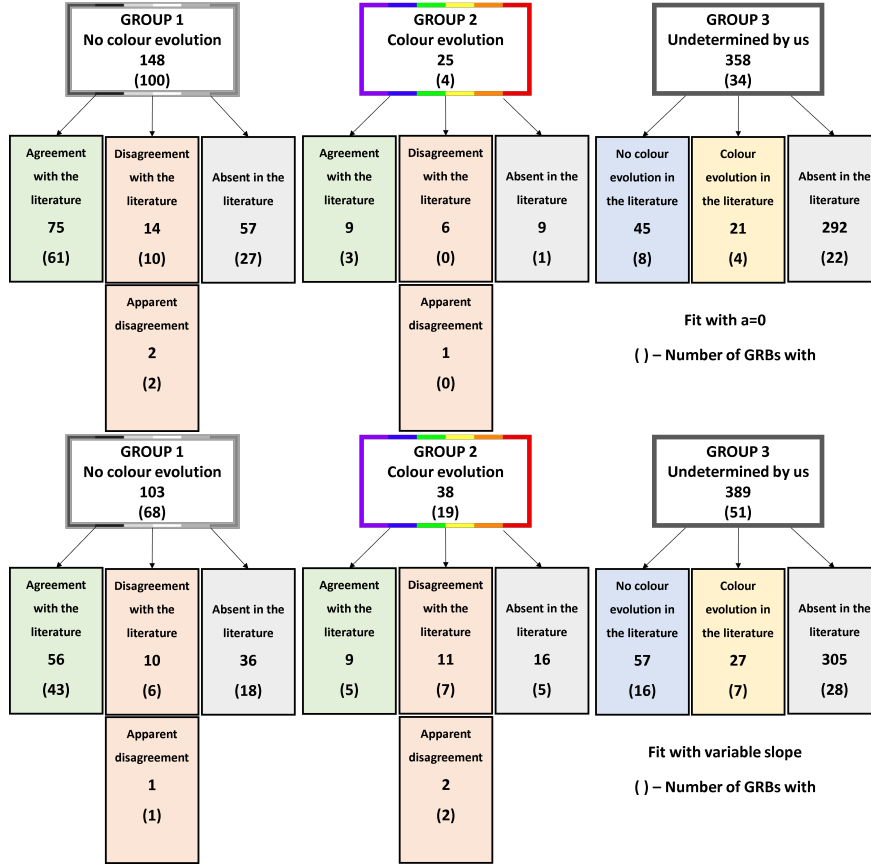 GROUP 1
No colour evolution
148
(100)
GROUP 2
Colour evolution
25
(4)
GROUP 3
Undetermined by us
358
(34)
Agreement
with the
literature
75
(61)
Disagreement
with the
literature
14
(10)
Absent in the
literature
57
(27)
Apparent
disagreement
2
(2)
Agreement
with the
literature
9
(3)
Disagreement
with the
literature
6
(0)
Absent in the
literature
9
(1)
Apparent
disagreement
1
(0)
No colour
evolution in
the literature
45
(8)
Colour
evolution in
the literature
21
(4)
Absent in the
literature
292
(22)
Fit with a=0
( ) – Number of GRBs with
GROUP 1
No colour evolution
103
(68)
GROUP 2
Colour evolution
38
(19)
GROUP 3
Undetermined by us
389
(51)
Agreement
with the
literature
56
(43)
Disagreement
with the
literature
10
(6)
Absent in the
literature
36
(18)
Apparent
disagreement
1
(1)
Agreement
with the
literature
9
(5)
Disagreement
with the
literature
11
(7)
Absent in the
literature
16
(5)
Apparent
disagreement
2
(2)
No colour
evolution in
the literature
57
(16)
Colour
evolution in
the literature
27
(7)
Absent in the
literature
305
(28)
Fit with variable slope
( ) – Number of GRBs with